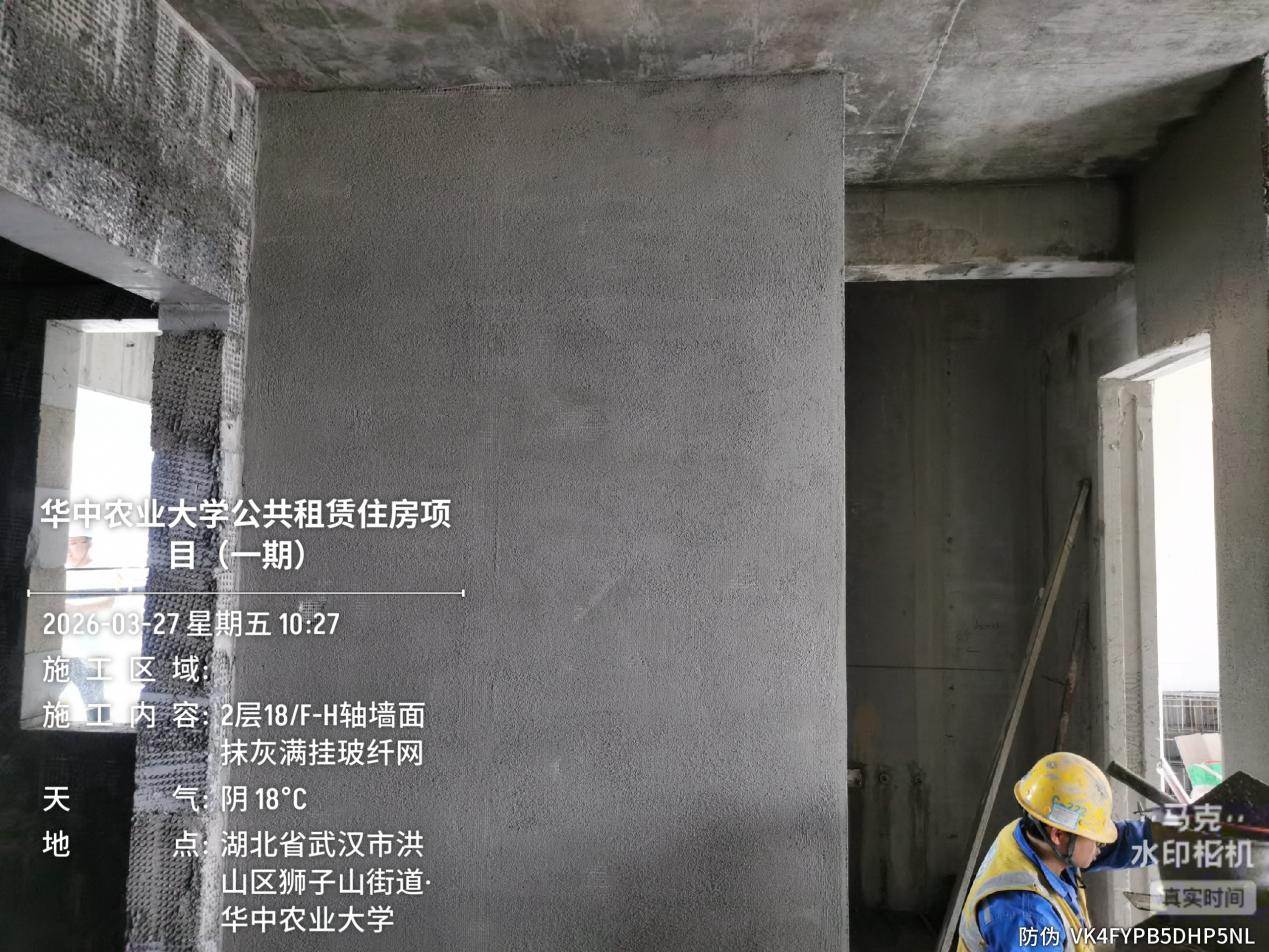 华中农业大学公共租赁住房项
目（一期）
2026-03-27 星期五 10:27
施工区域:
施工内容: 2层18/F-H轴墙面
抹灰满挂玻纤网
天气: 阴 18°C
地点: 湖北省武汉市洪
山区狮子山街道·
华中农业大学
马克
水印相机
真实时间
防伪 VK4FYPB5DHP5NL